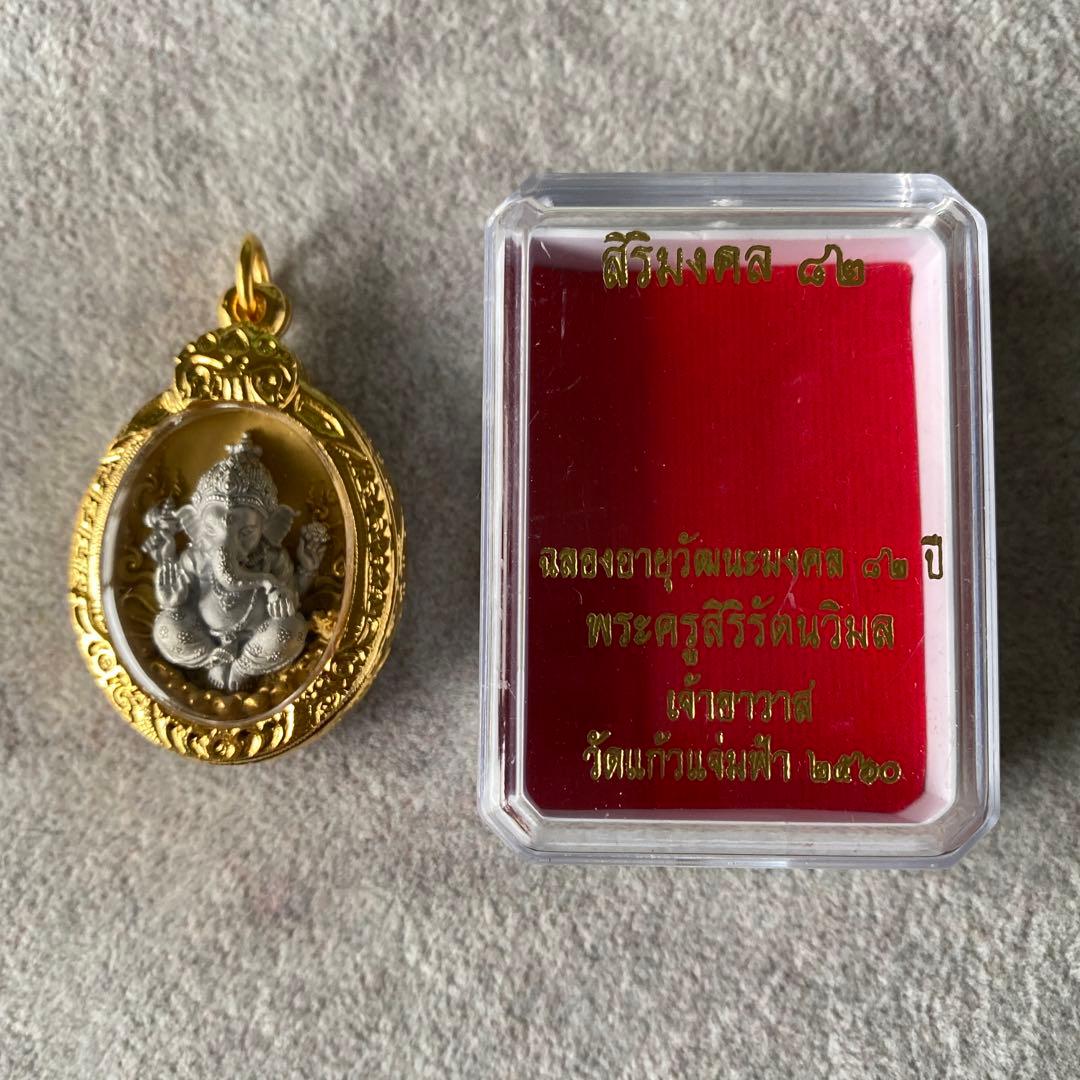 สิริมงคล ๘๒
ฉลองอายุวัฒนะมงคล ๘๒ ปี
พระครูสิริรัตนวิมล
เจ้าอาวาส
วัดแก้วแจ่มฟ้า ๒๕๖๐